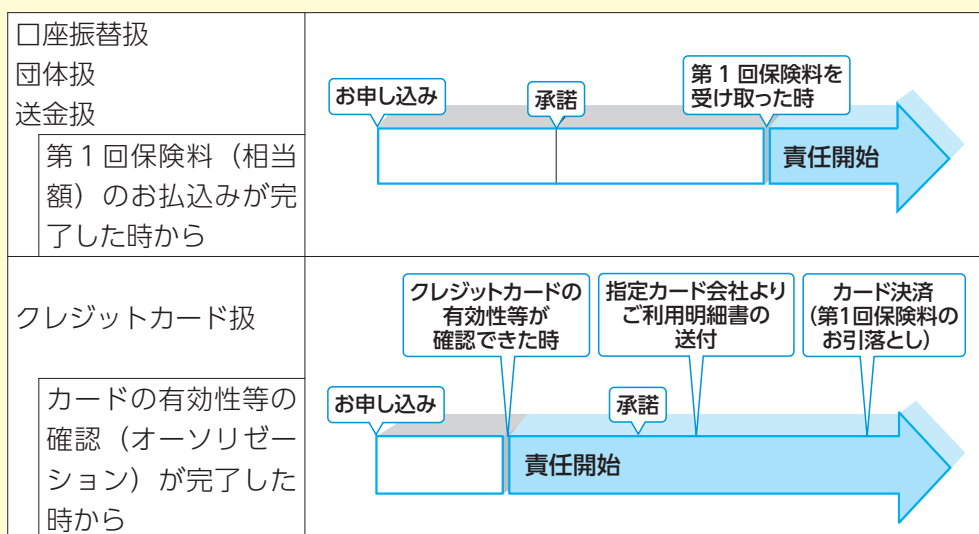 口座振替扱
団体扱
送金扱
第1回保険料（相当
額）のお払込みが完
了した時から
お申し込み
承諾
第1回保険料を
受け取った時
責任開始
クレジットカード扱
カードの有効性等の
確認（オーソリゼー
ション）が完了した
時から
お申し込み
クレジットカードの
有効性等が
確認できた時
承諾
指定カード会社より
ご利用明細書の
送付
カード決済
（第1回保険料の
お引落とし）
責任開始